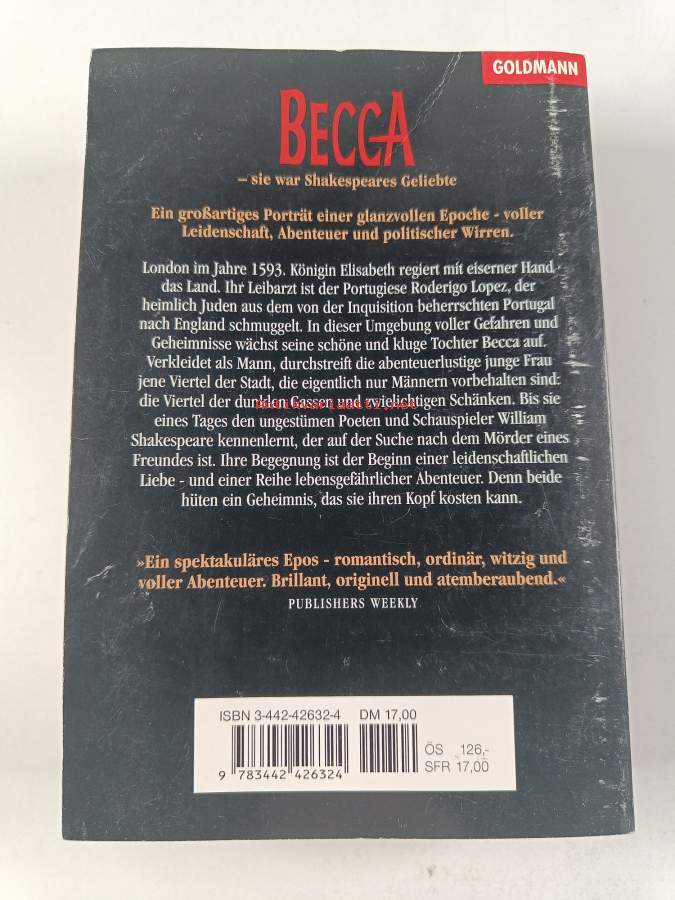 GOLDMANN
BECCA
– sie war Shakespeares Geliebte
Ein großartiges Porträt einer glanzvollen Epoche - voller
Leidenschaft, Abenteuer und politischer Wirren.
London im Jahre 1593. Königin Elisabeth regiert mit eiserner Hand
das Land. Ihr Leibarzt ist der Portugiese Roderigo Lopez, der
heimlich Juden aus dem von der Inquisition beherrschten Portugal
nach England schmuggelt. In dieser Umgebung voller Gefahren und
Geheimnisse wächst seine schöne und kluge Tochter Becca auf.
Verkleidet als Mann, durchstreift die abenteuerlustige junge Frau
jene Viertel der Stadt, die eigentlich nur Männern vorbehalten sind:
die Viertel der dunklen Gassen und zwielichtigen Schänken. Bis sie
Antikvariaatti.net
eines Tages den ungestümen Poeten und Schauspieler William
Shakespeare kennenlernt, der auf der Suche nach dem Mörder eines
Freundes ist. Ihre Begegnung ist der Beginn einer leidenschaftlichen
Liebe - und einer Reihe lebensgefährlicher Abenteuer. Denn beide
hüten ein Geheimnis, das sie ihren Kopf kosten kann.
»Ein spektakuläres Epos - romantisch, ordinär, witzig und
voller Abenteuer. Brillant, originell und atemberaubend.«
PUBLISHERS WEEKLY
ISBN 3-442-42632-4 DM 17,00
ÖS 126,-
SFR 17,00
9 783442 426324